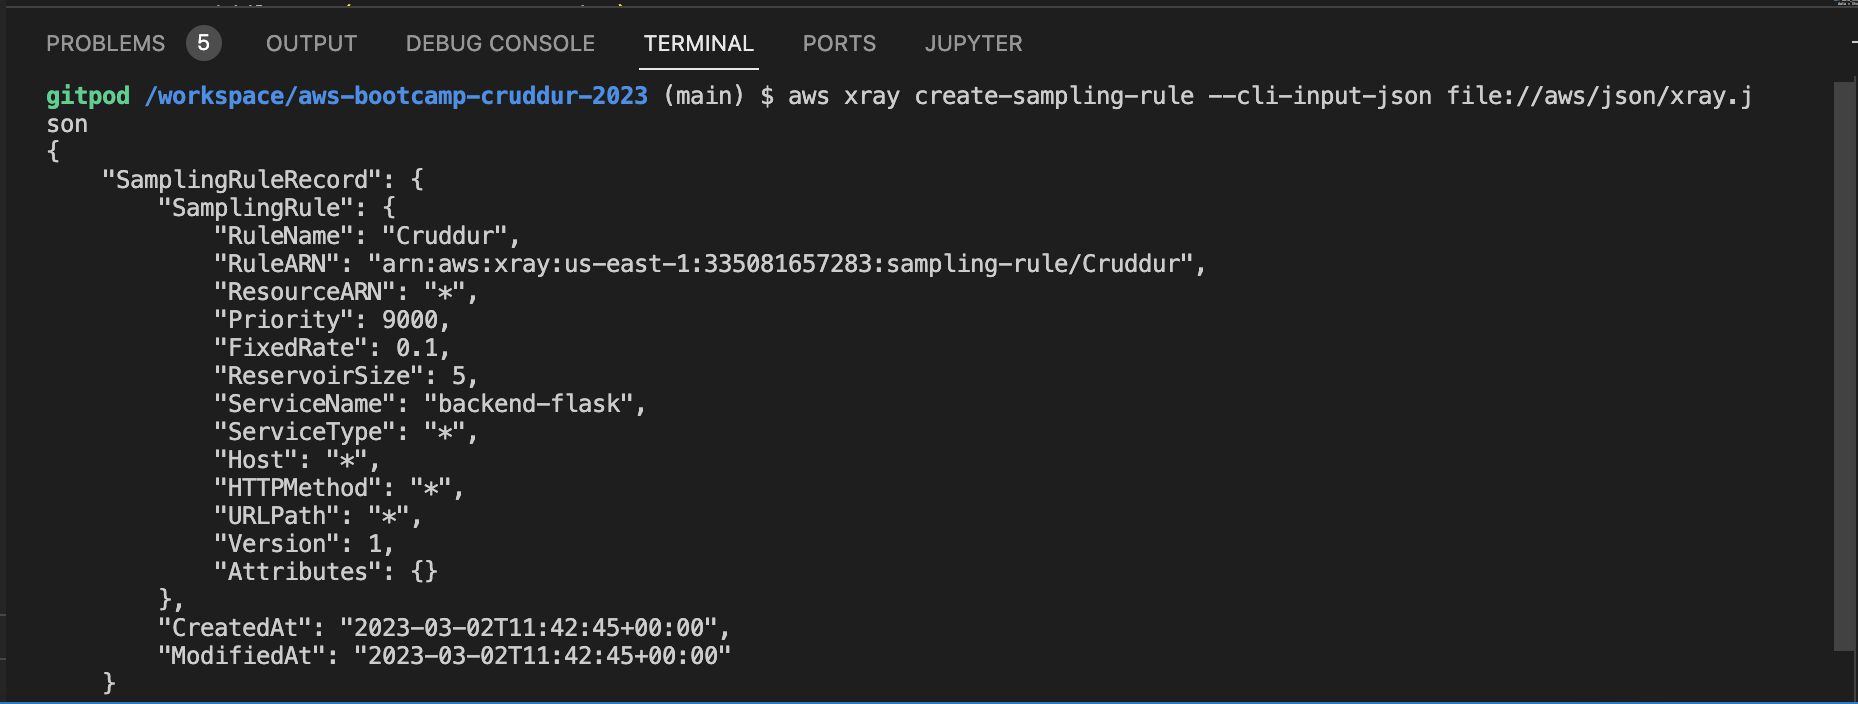 PROBLEMS 5 OUTPUT DEBUG CONSOLE TERMINAL PORTS JUPYTER
gitpod /workspace/aws-bootcamp-cruddur-2023 (main) $ aws xray create-sampling-rule --cli-input-json file://aws/json/xray.j
son
{
    "SamplingRuleRecord": {
        "SamplingRule": {
            "RuleName": "Cruddur",
            "RuleARN": "arn:aws:xray:us-east-1:335081657283:sampling-rule/Cruddur",
            "ResourceARN": "*",
            "Priority": 9000,
            "FixedRate": 0.1,
            "ReservoirSize": 5,
            "ServiceName": "backend-flask",
            "ServiceType": "*",
            "Host": "*",
            "HTTPMethod": "*",
            "URLPath": "*",
            "Version": 1,
            "Attributes": {}
        },
        "CreatedAt": "2023-03-02T11:42:45+00:00",
        "ModifiedAt": "2023-03-02T11:42:45+00:00"
    }